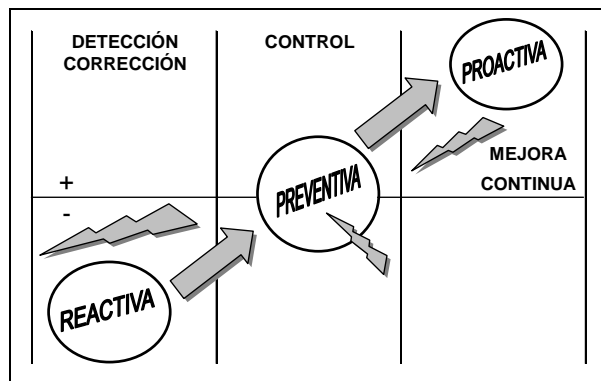 DETECCIÓN
CORRECCIÓN
CONTROL
PROACTIVA
MEJORA
CONTINUA
+
-
PREVENTIVA
REACTIVA